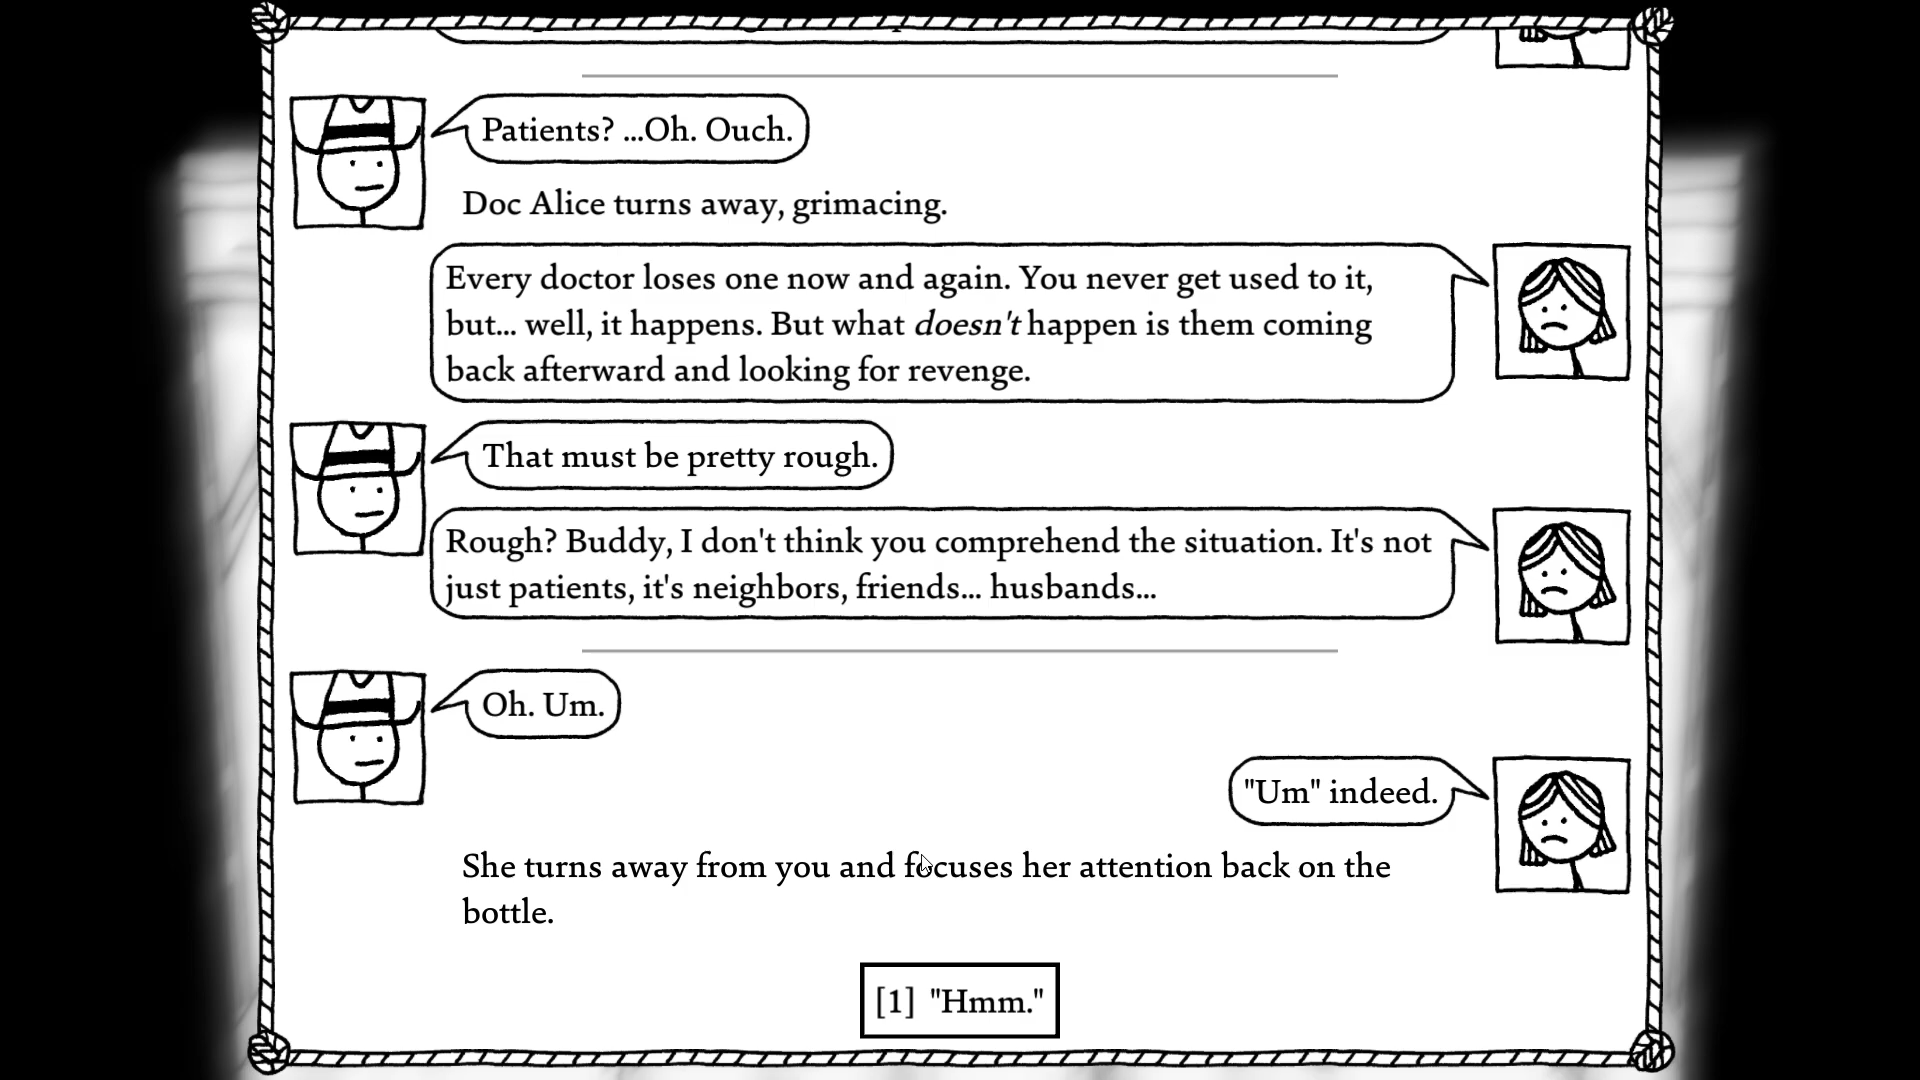 Patients? ...Oh. Ouch.
Doc Alice turns away, grimacing.
Every doctor loses one now and again. You never get used to it,
but... well, it happens. But what doesn't happen is them coming
back afterward and looking for revenge.
That must be pretty rough.
Rough? Buddy, I don't think you comprehend the situation. It's not
just patients, it's neighbors, friends... husbands...
Oh. Um.
"Um" indeed.
She turns away from you and focuses her attention back on the
bottle.
[1] "Hmm."